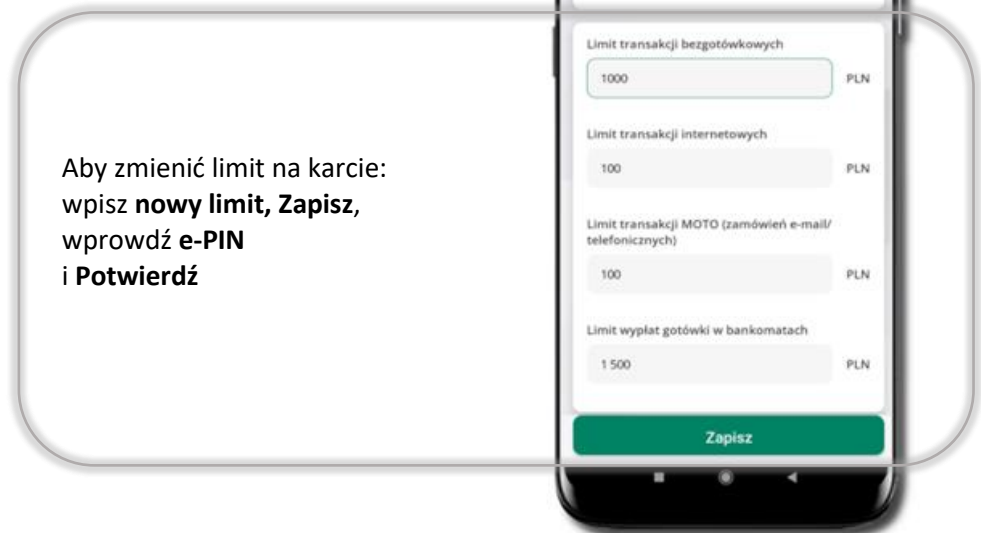 Aby zmienić limit na karcie:
wpisz nowy limit, Zapisz,
wprowdź e-PIN
i Potwierdź
Limit transakcji bezgotówkowych
1000 PLN
Limit transakcji internetowych
100 PLN
Limit transakcji MOTO (zamówień e-mail/
telefonicznych)
100 PLN
Limit wypłat gotówki w bankomatach
1 500 PLN
Zapisz